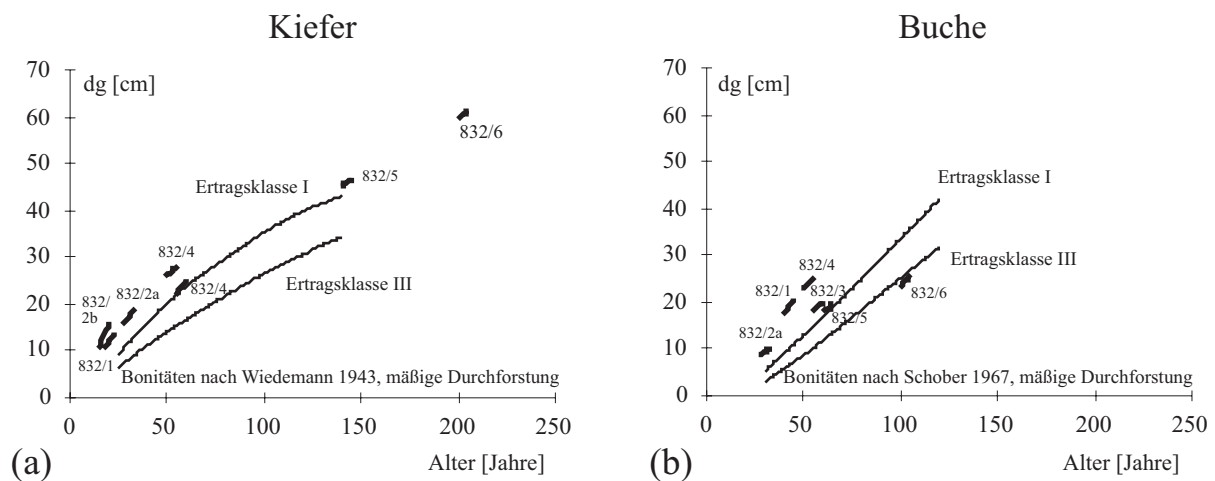 Kiefer
70
dg [cm]
60
50
40
30
20
10
0
832/6
832/5
Ertragsklasse I
832/4
832/2a
832/4
Ertragsklasse III
832/
2b
832/1
Bonitäten nach Wiedemann 1943, mäßige Durchforstung
0 50 100 150 200 250
Alter [Jahre]
(a)
Buche
70
dg [cm]
60
50
40
30
20
10
0
Ertragsklasse I
832/4
Ertragsklasse III
832/1
832/3
832/6
832/5
832/2a
Bonitäten nach Schober 1967, mäßige Durchforstung
0 50 100 150 200 250
Alter [Jahre]
(b)